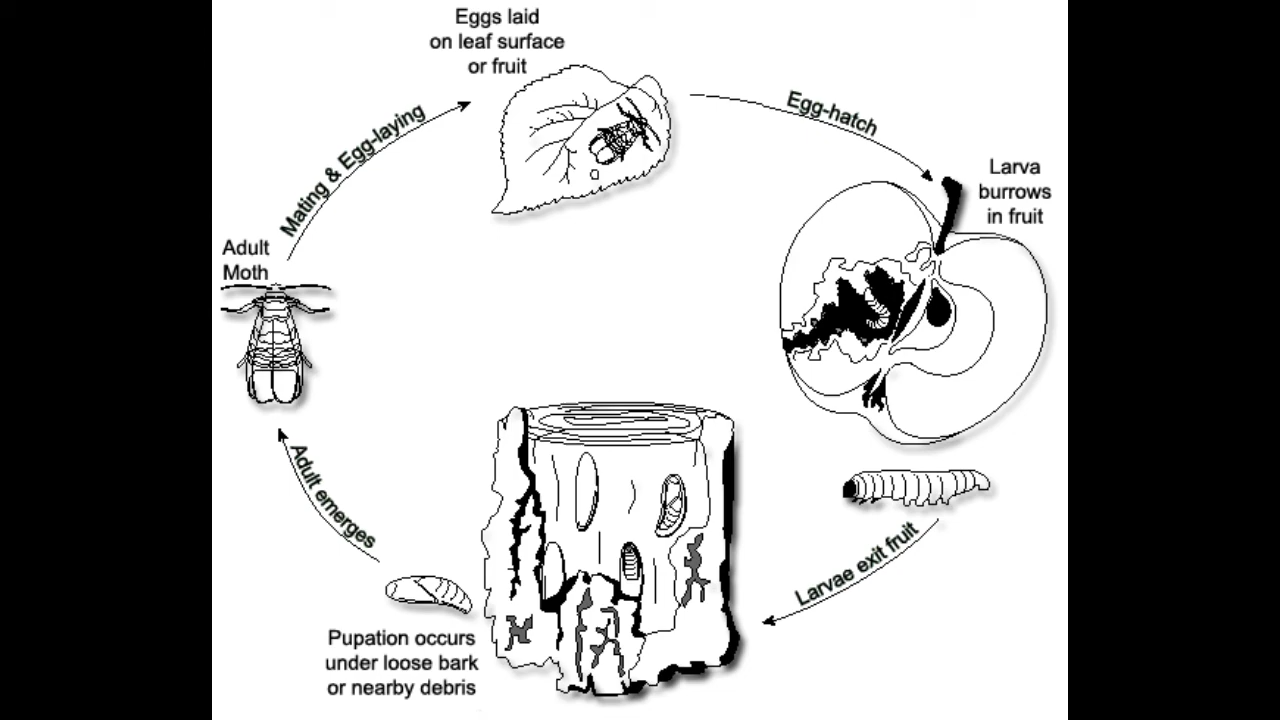 Eggs laid
on leaf surface
or fruit
Egg-hatch
Larva
burrows
in fruit
Mating & Egg-laying
Adult
Moth
Larvae exit fruit
Adult emerges
Pupation occurs
under loose bark
or nearby debris